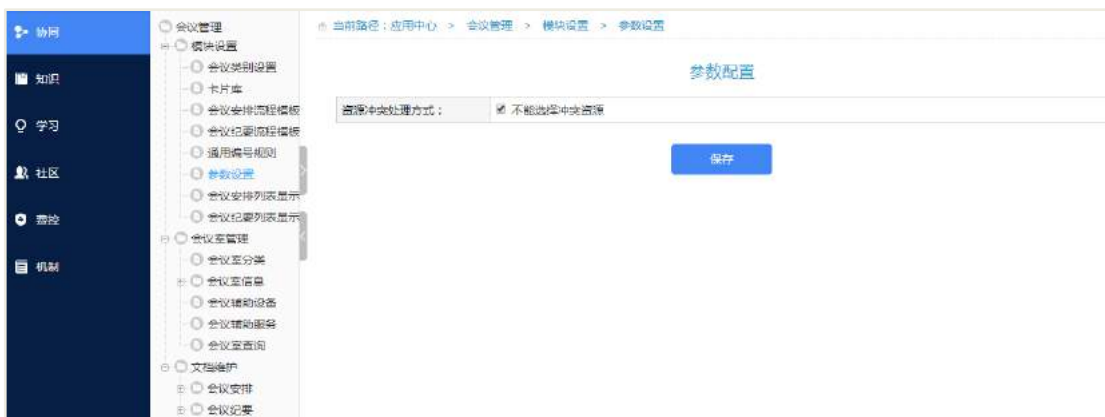 协同
知识
学习
社区
费控
机制
会议管理
模块设置
会议类别设置
卡片库
会议安排流程模板
会议纪要流程模板
通用编号规则
参数设置
会议安排列表显示
会议纪要列表显示
会议室管理
会议室分类
会议室信息
会议辅助设备
会议辅助服务
会议室查询
文档维护
会议安排
会议纪要
当前路径：应用中心 > 会议管理 > 模块设置 > 参数设置
参数配置
资源冲突处理方式： 不能选择冲突资源
保存